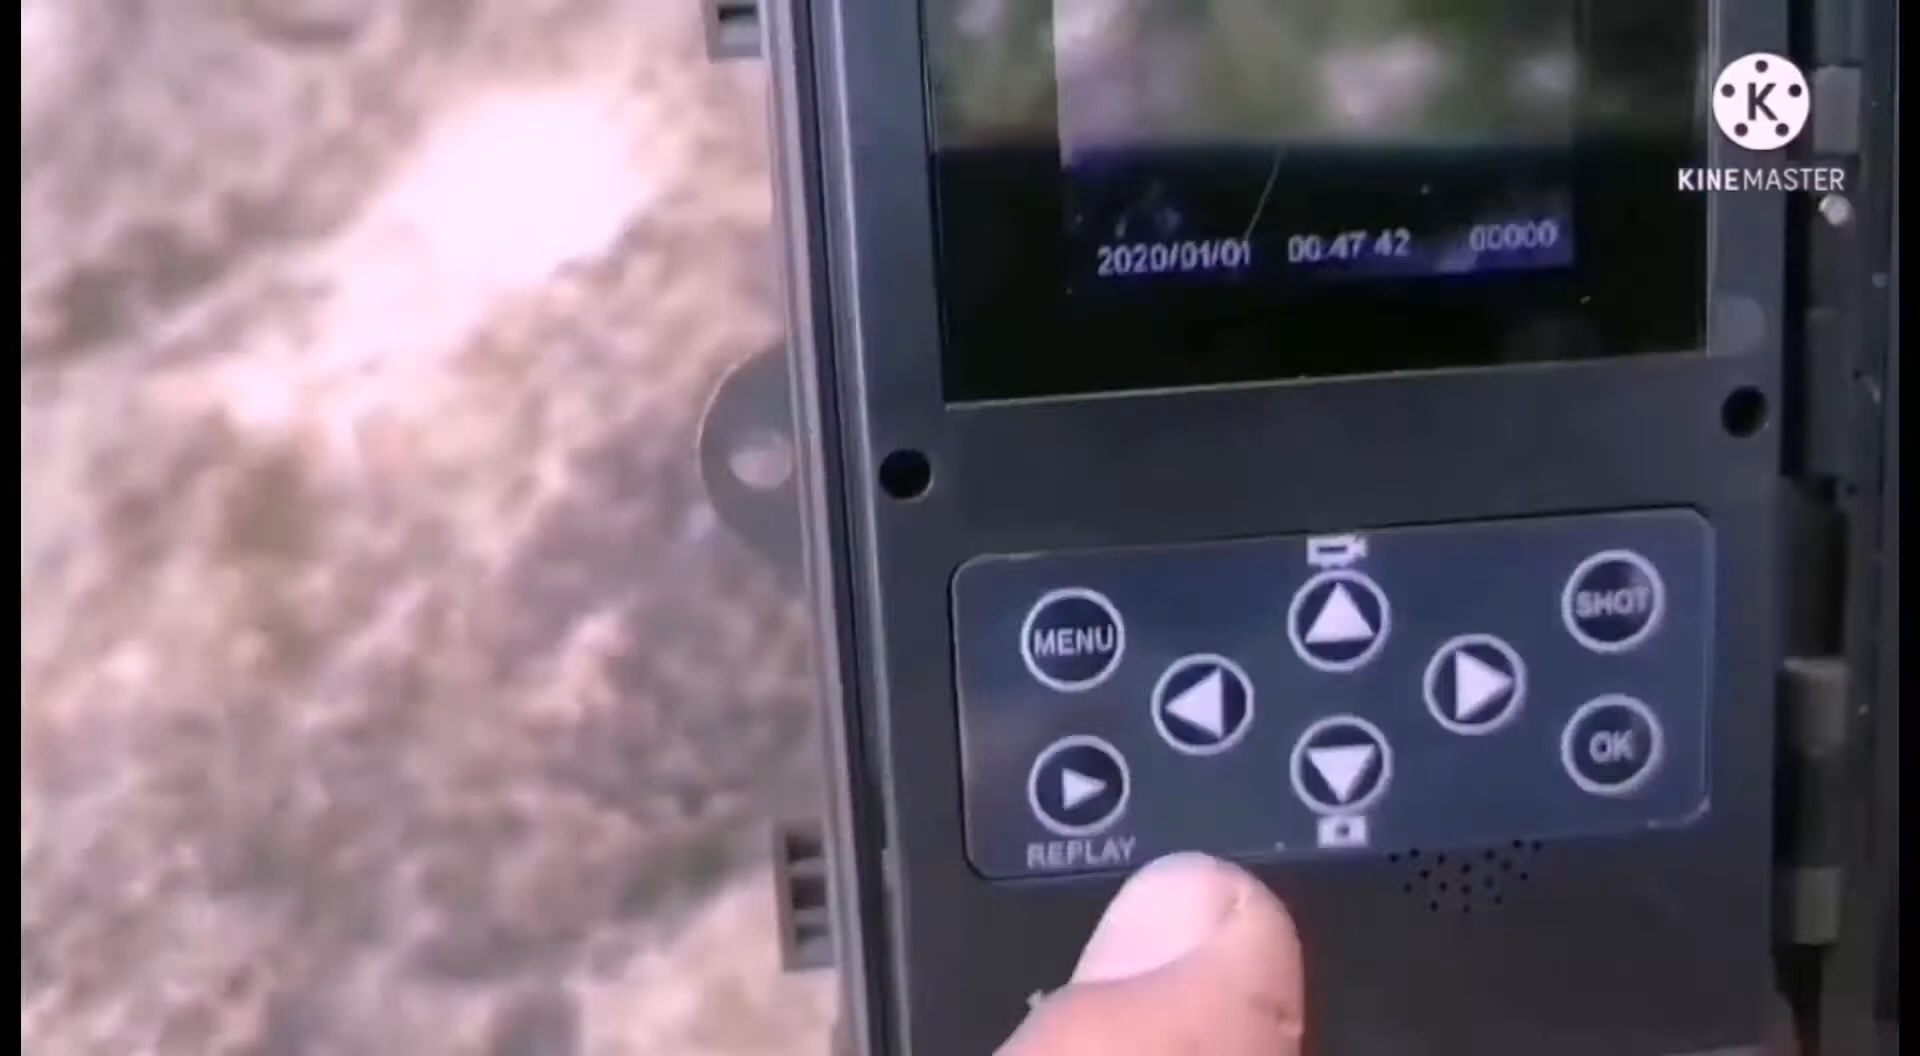 K
KINEMASTER
2020/01/01 00:47:42 00000
MENU
SHOT
OK
REPLAY